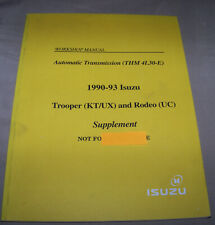 WORKSHOP MANUAL
Automatic Transmission (THM 4L30-E)
1990-93 Isuzu
Trooper (KT/UX) and Rodeo (UC)
Supplement
NOT FO
ISUZU